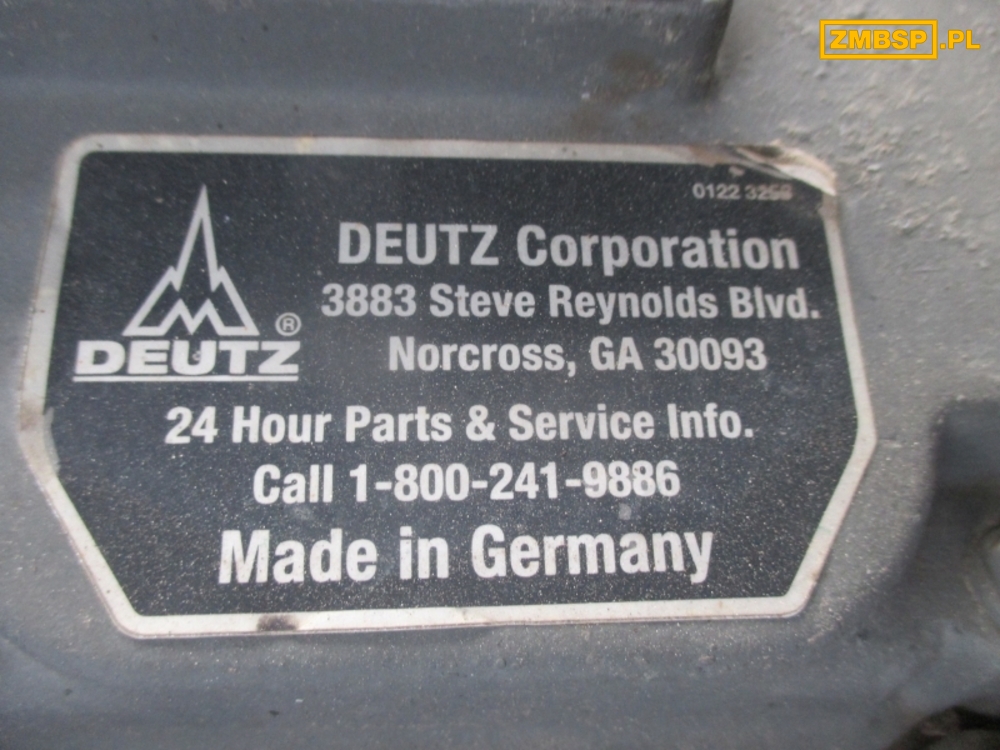 ZMBSP.PL
0122
DEUTZ Corporation
3883 Steve Reynolds Blvd.
Norcross, GA 30093
DEUTZ ®
24 Hour Parts & Service Info.
Call 1-800-241-9886
Made in Germany